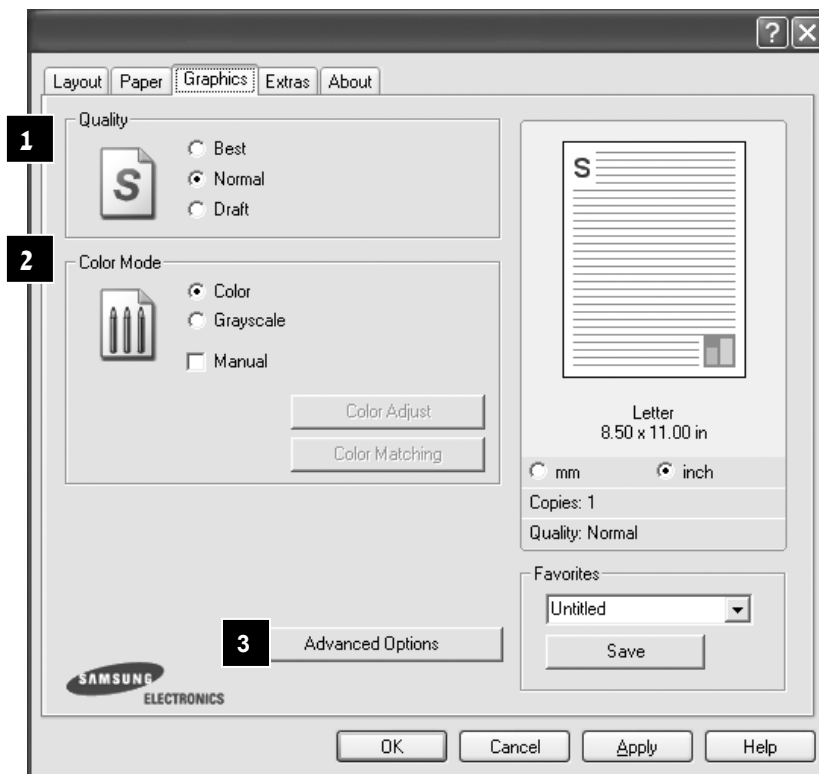 ?
Layout Paper Graphics Extras About
1
Quality
S
Best
Normal
Draft
2
Color Mode
Color
Grayscale
Manual
Color Adjust
Color Matching
S
Letter
8.50 x 11.00 in
mm inch
Copies: 1
Quality: Normal
Favorites
Untitled
Save
3 Advanced Options
SAMSUNG
ELECTRONICS
OK Cancel Apply Help